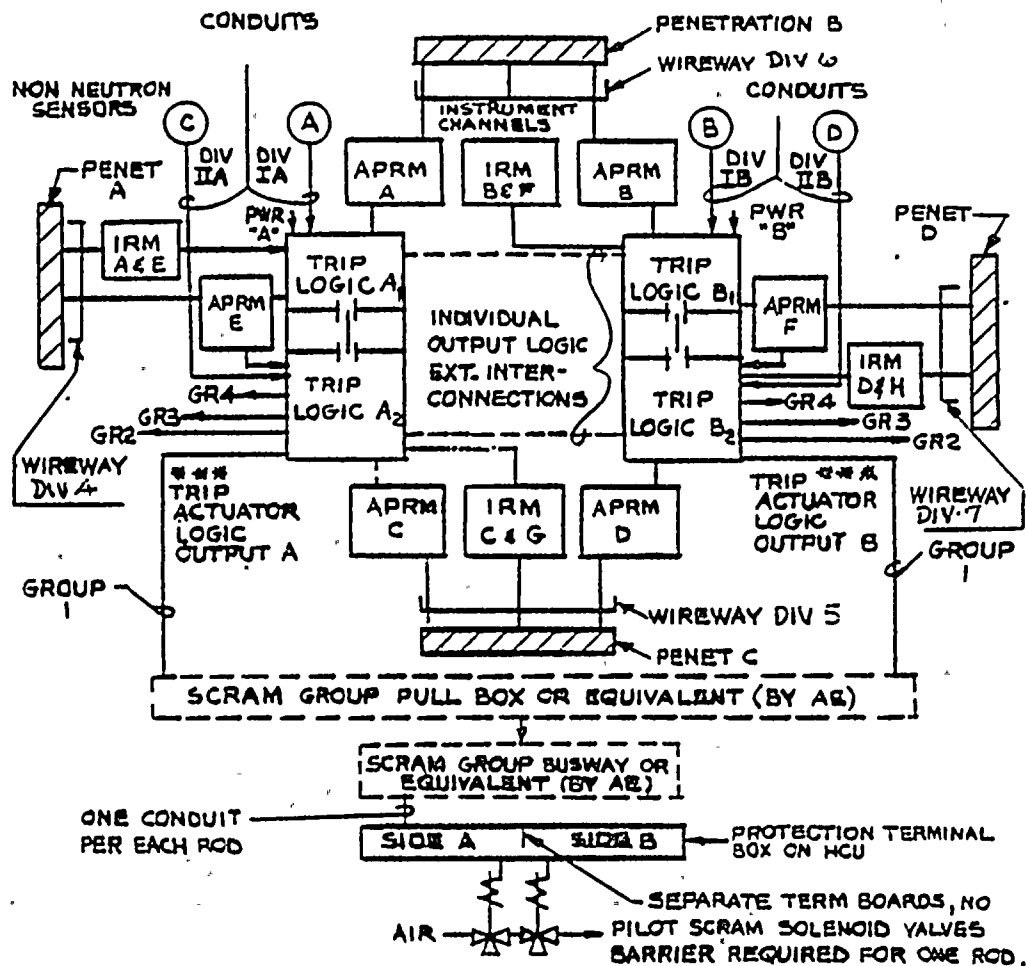 CONDUITS
PENETRATION B
WIREWAY DIV 6
NON NEUTRON
SENSORS
INSTRUMENT
CHANNELS
CONDUITS
C
A
B
D
PENET
A
DIV
IIA
DIV
IA
APRM
A
IRM
B & F
APRM
B
DIV
IB
DIV
IIB
PENET
D
PWR
"A"
PWR
"B"
IRM
A & E
TRIP
LOGIC A1
TRIP
LOGIC B1
APRM
E
APRM
F
INDIVIDUAL
OUTPUT LOGIC
EXT. INTER-
CONNECTIONS
IRM
D & H
TRIP
LOGIC A2
TRIP
LOGIC B2
GR4
GR3
GR2
GR4
GR3
GR2
WIREWAY
DIV 4
***
TRIP
ACTUATOR
LOGIC
OUTPUT A
APRM
C
IRM
C & G
APRM
D
TRIP ***
ACTUATOR
LOGIC
OUTPUT B
WIREWAY
DIV. 7
GROUP
1
GROUP
1
WIREWAY DIV 5
PENET C
SCRAM GROUP PULL BOX OR EQUIVALENT (BY AE)
SCRAM GROUP BUSWAY OR
EQUIVALENT (BY AE)
ONE CONDUIT
PER EACH ROD
SIDE A
SIDE B
PROTECTION TERMINAL
BOX ON HCU
SEPARATE TERM BOARDS, NO
AIR
PILOT SCRAM SOLENOID VALVES
BARRIER REQUIRED FOR ONE ROD.